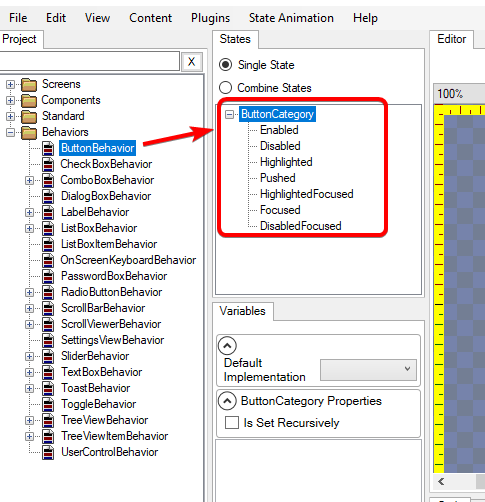 File Edit View Content Plugins State Animation Help
Project
X
Screens
Components
Standard
Behaviors
ButtonBehavior
CheckBoxBehavior
ComboBoxBehavior
DialogBoxBehavior
LabelBehavior
ListBoxBehavior
ListBoxItemBehavior
OnScreenKeyboardBehavior
PasswordBoxBehavior
RadioButtonBehavior
ScrollBarBehavior
ScrollViewerBehavior
SettingsViewBehavior
SliderBehavior
TextBoxBehavior
ToastBehavior
ToggleBehavior
TreeViewBehavior
TreeViewItemBehavior
UserControlBehavior
States
Single State
Combine States
ButtonCategory
Enabled
Disabled
Highlighted
Pushed
HighlightedFocused
Focused
DisabledFocused
Variables
Default
Implementation
ButtonCategory Properties
Is Set Recursively
Editor
100%